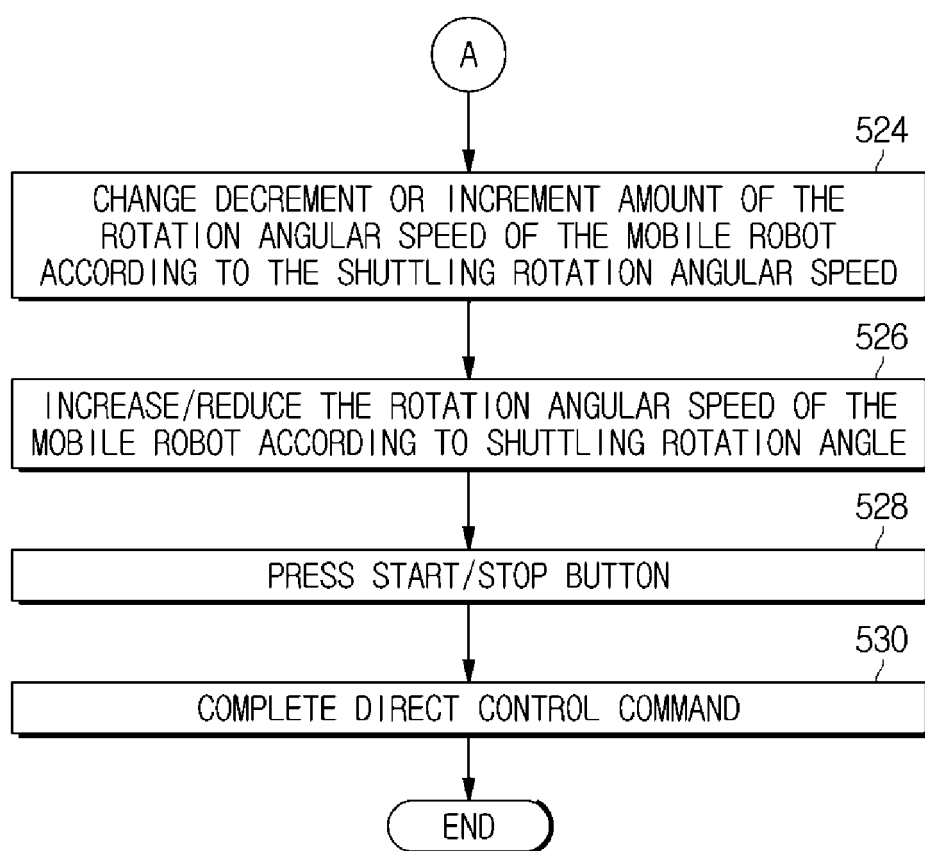 A
524
CHANGE DECREMENT OR INCREMENT AMOUNT OF THE
ROTATION ANGULAR SPEED OF THE MOBILE ROBOT
ACCORDING TO THE SHUTTLING ROTATION ANGULAR SPEED
526
INCREASE/REDUCE THE ROTATION ANGULAR SPEED OF THE
MOBILE ROBOT ACCORDING TO SHUTTLING ROTATION ANGLE
528
PRESS START/STOP BUTTON
530
COMPLETE DIRECT CONTROL COMMAND
END